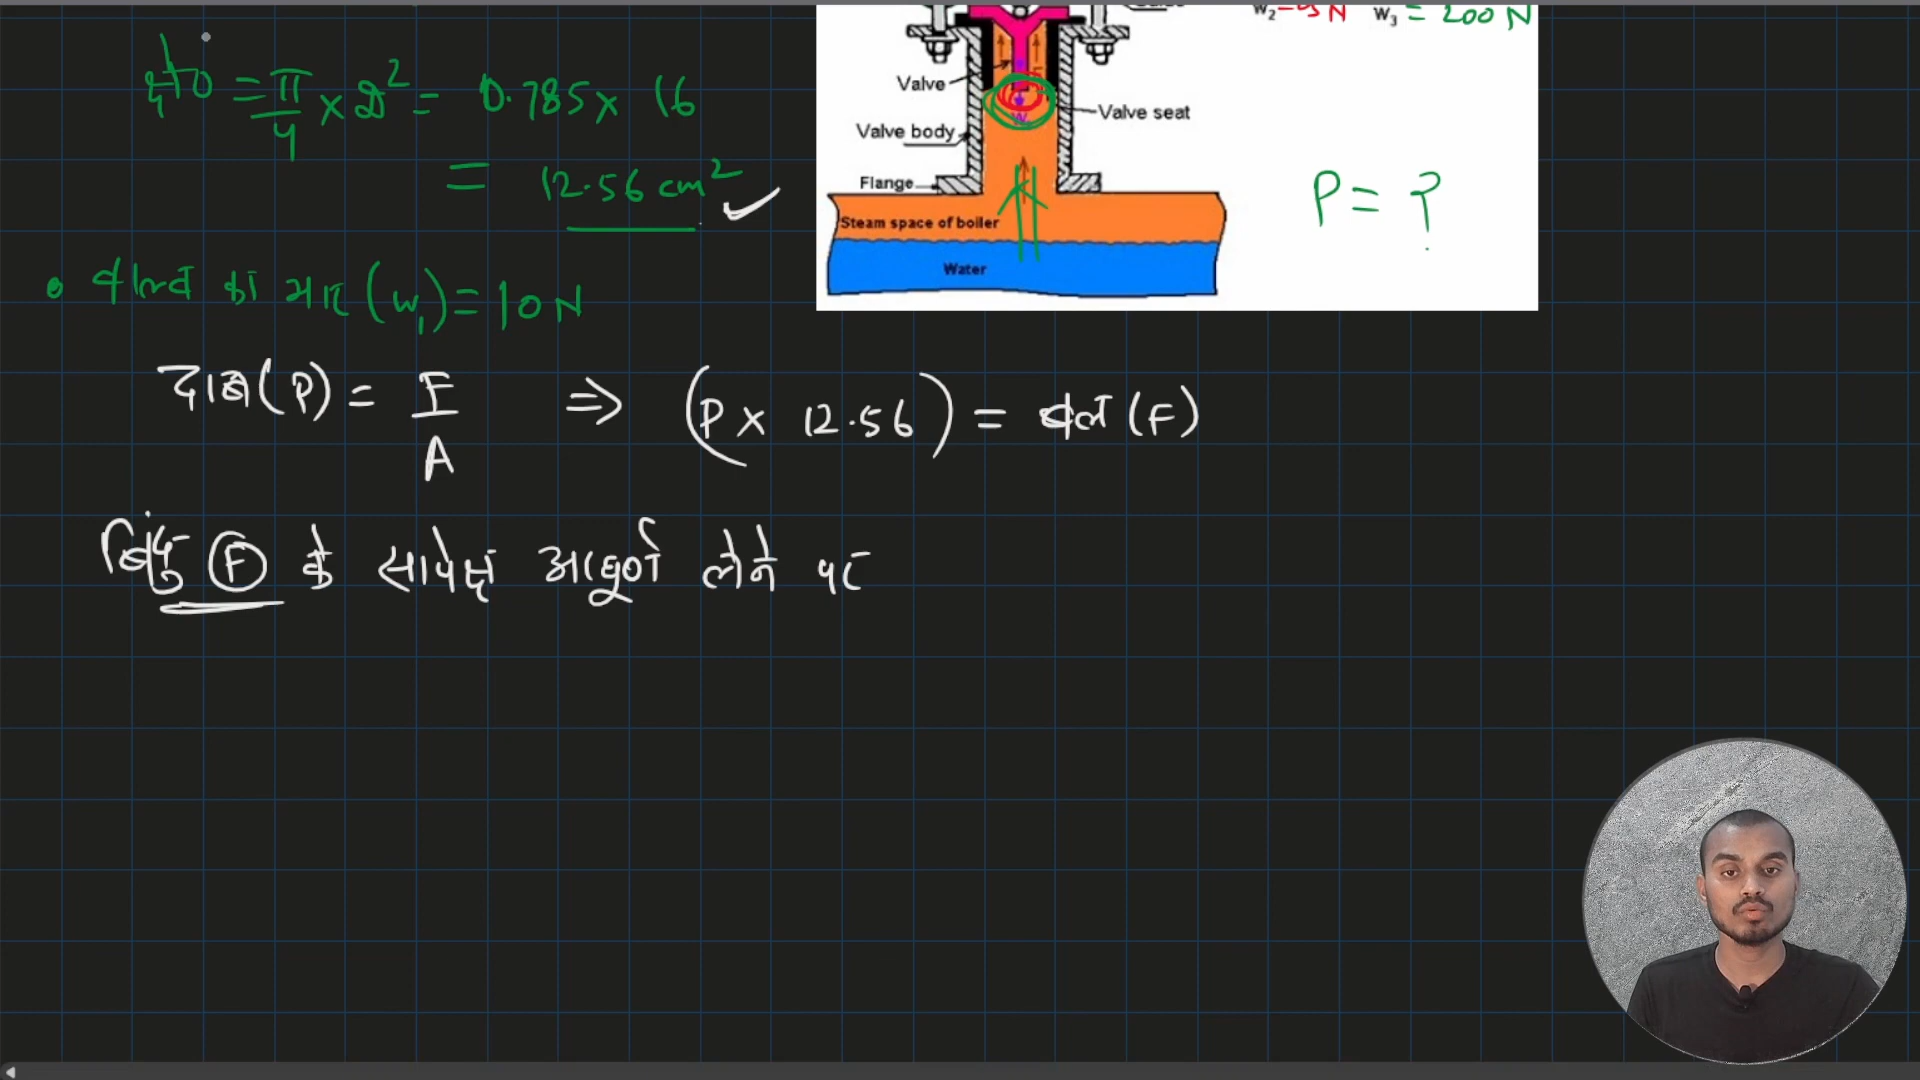 क्षे0 = π/4 × D² = 0.785 × 16
= 12.56 cm²
• वाल्व का भार (W₁) = 10 N
दाब (P) = F/A ⇒ (P × 12.56) = बल (F)
बिंदु F के सापेक्ष आघूर्ण लेने पर
= 200 N
W₃
Valve
Valve seat
Valve body
Flange
Steam space of boiler
Water
P = ?